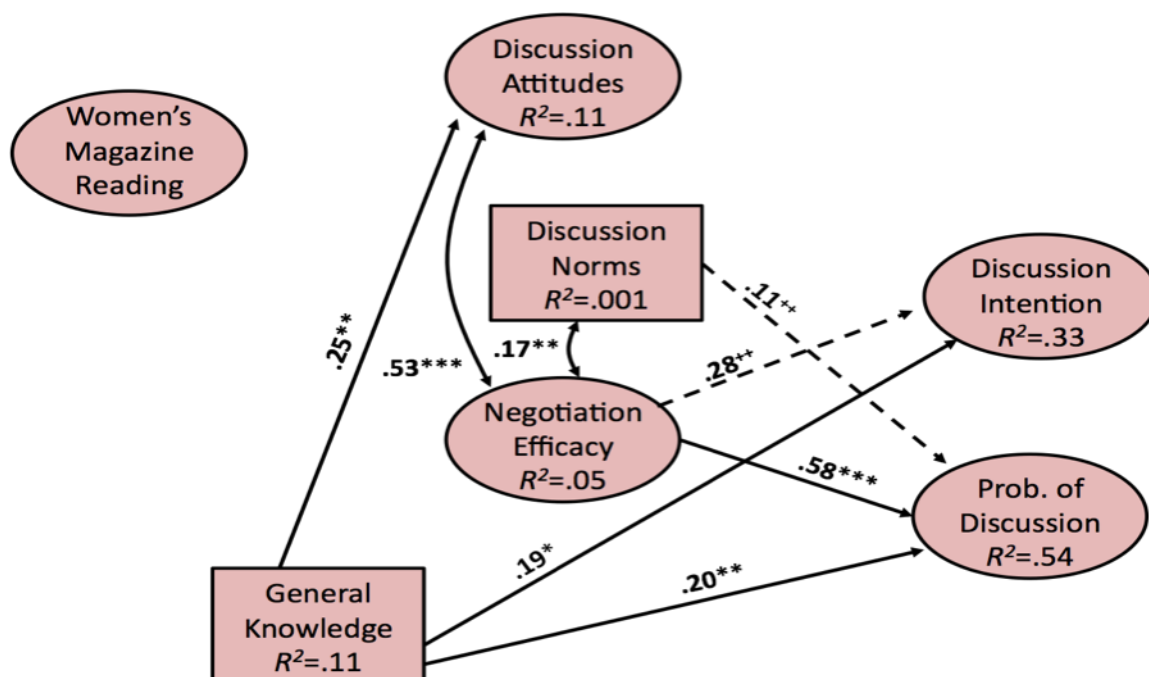 Discussion
Attitudes
R²=.11
Women’s
Magazine
Reading
Discussion
Norms
R²=.001
Discussion
Intention
R²=.33
.11⁺⁺
.25**
.53***
.17**
.28⁺⁺
Negotiation
Efficacy
R²=.05
.58***
Prob. of
Discussion
R²=.54
.19*
.20**
General
Knowledge
R²=.11